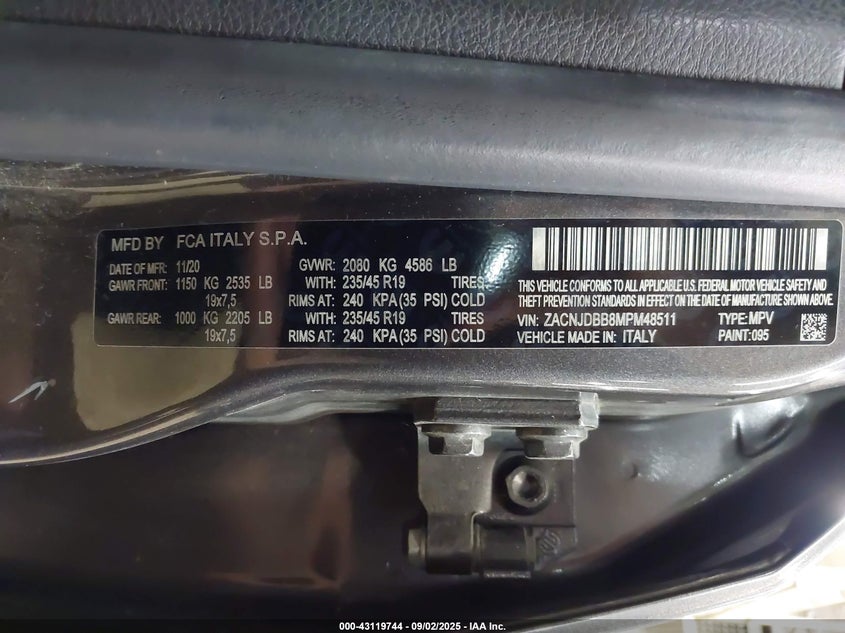 MFD BY FCA ITALY S.P.A.
DATE OF MFR: 11/20 GVWR: 2080 KG 4586 LB
GAWR FRONT: 1150 KG 2535 LB WITH: 235/45 R19 TIRES
19x7,5 RIMS AT: 240 KPA (35 PSI) COLD
GAWR REAR: 1000 KG 2205 LB WITH: 235/45 R19 TIRES
19x7,5 RIMS AT: 240 KPA (35 PSI) COLD
THIS VEHICLE CONFORMS TO ALL APPLICABLE U.S. FEDERAL MOTOR VEHICLE SAFETY AND
THEFT PREVENTION STANDARDS IN EFFECT ON THE DATE OF MANUFACTURE SHOWN ABOVE
VIN: ZACNJDBB8MPM48511 TYPE: MPV
VEHICLE MADE IN: ITALY PAINT: 095
000-43119744 - 09/02/2025 - IAA Inc.